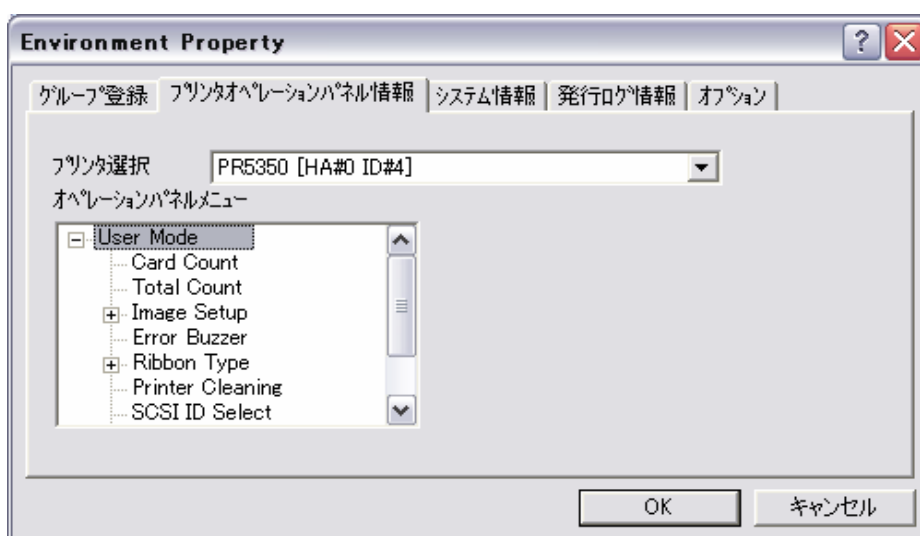 Environment Property
グループ登録 プリンタオペレーションパネル情報 システム情報 発行ログ情報 オプション
プリンタ選択 PR5350 [HA#0 ID#4]
オペレーションパネルメニュー
User Mode
Card Count
Total Count
Image Setup
Error Buzzer
Ribbon Type
Printer Cleaning
SCSI ID Select
OK キャンセル